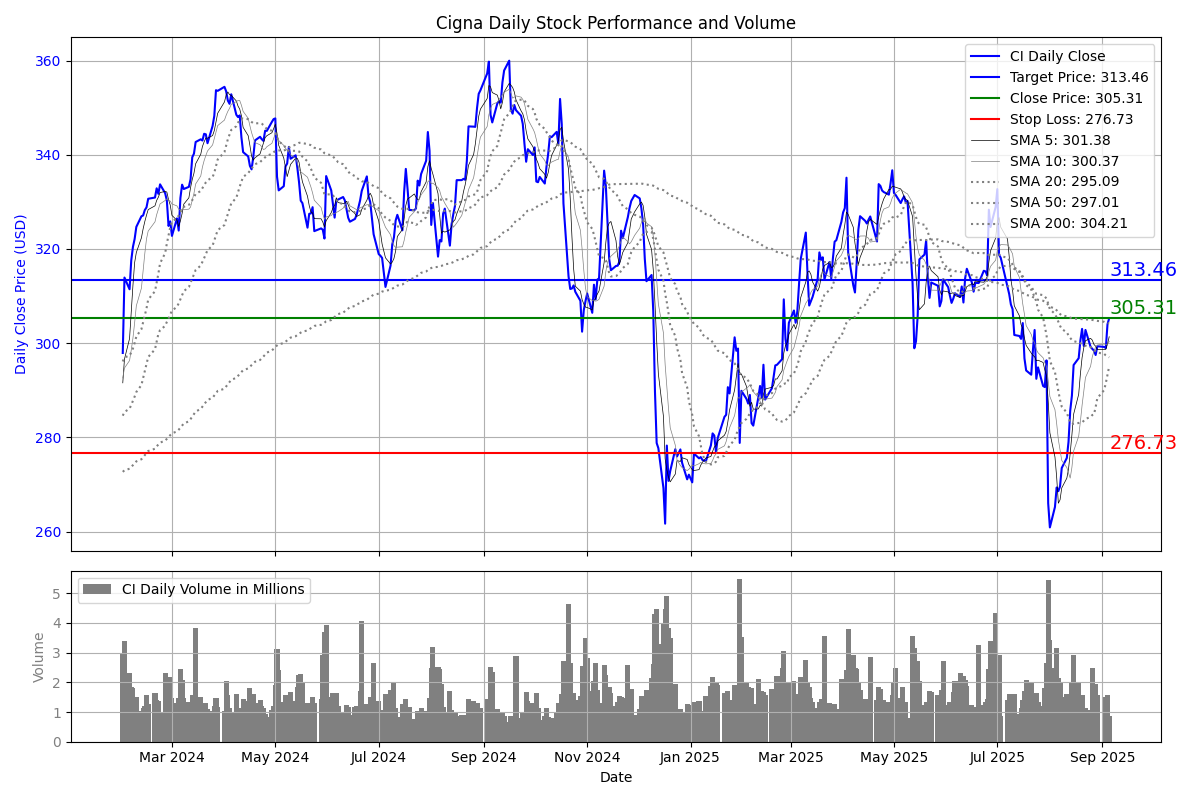 Cigna Daily Stock Performance and Volume
Daily Close Price (USD)
360
340
320
300
280
260
CI Daily Close
Target Price: 313.46
Close Price: 305.31
Stop Loss: 276.73
SMA 5: 301.38
SMA 10: 300.37
SMA 20: 295.09
SMA 50: 297.01
SMA 200: 304.21
313.46
305.31
276.73
CI Daily Volume in Millions
Volume
5
4
3
2
1
0
Mar 2024 May 2024 Jul 2024 Sep 2024 Nov 2024 Jan 2025 Mar 2025 May 2025 Jul 2025 Sep 2025
Date